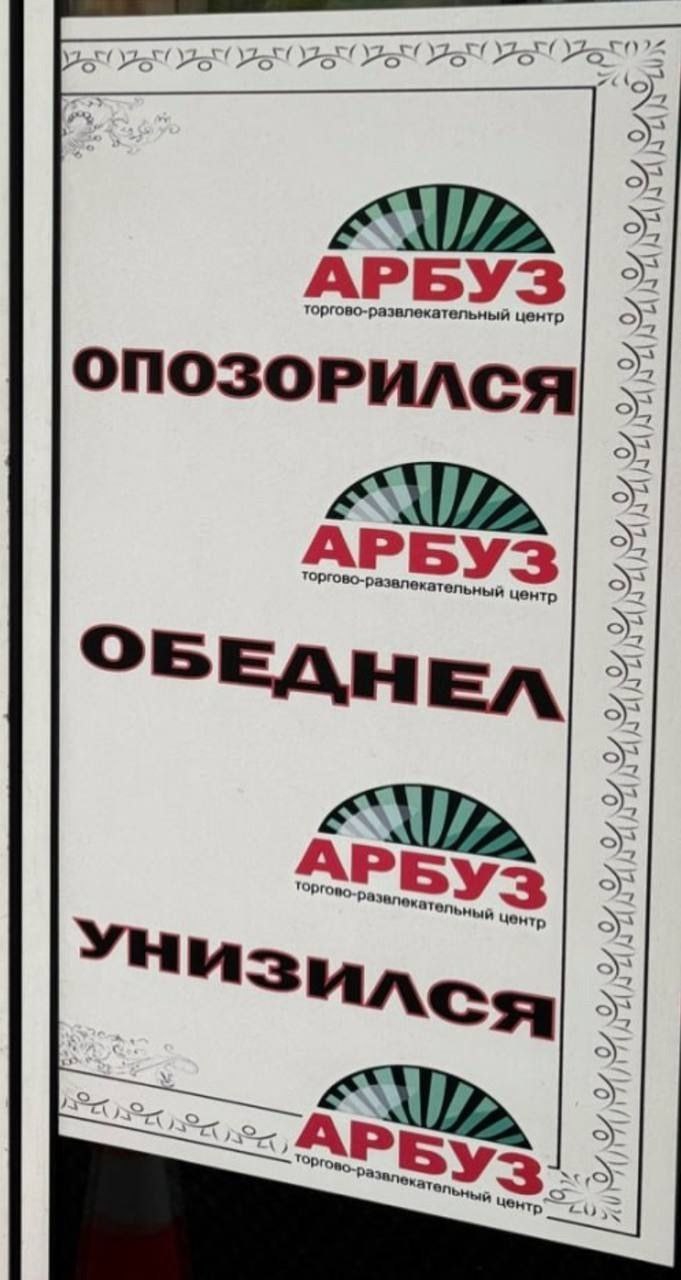 АРБУЗ
торгово-развлекательный центр
ОПОЗОРИЛСЯ
АРБУЗ
торгово-развлекательный центр
ОБЕДНЕЛ
АРБУЗ
торгово-развлекательный центр
УНИЗИЛСЯ
АРБУЗ
торгово-развлекательный центр